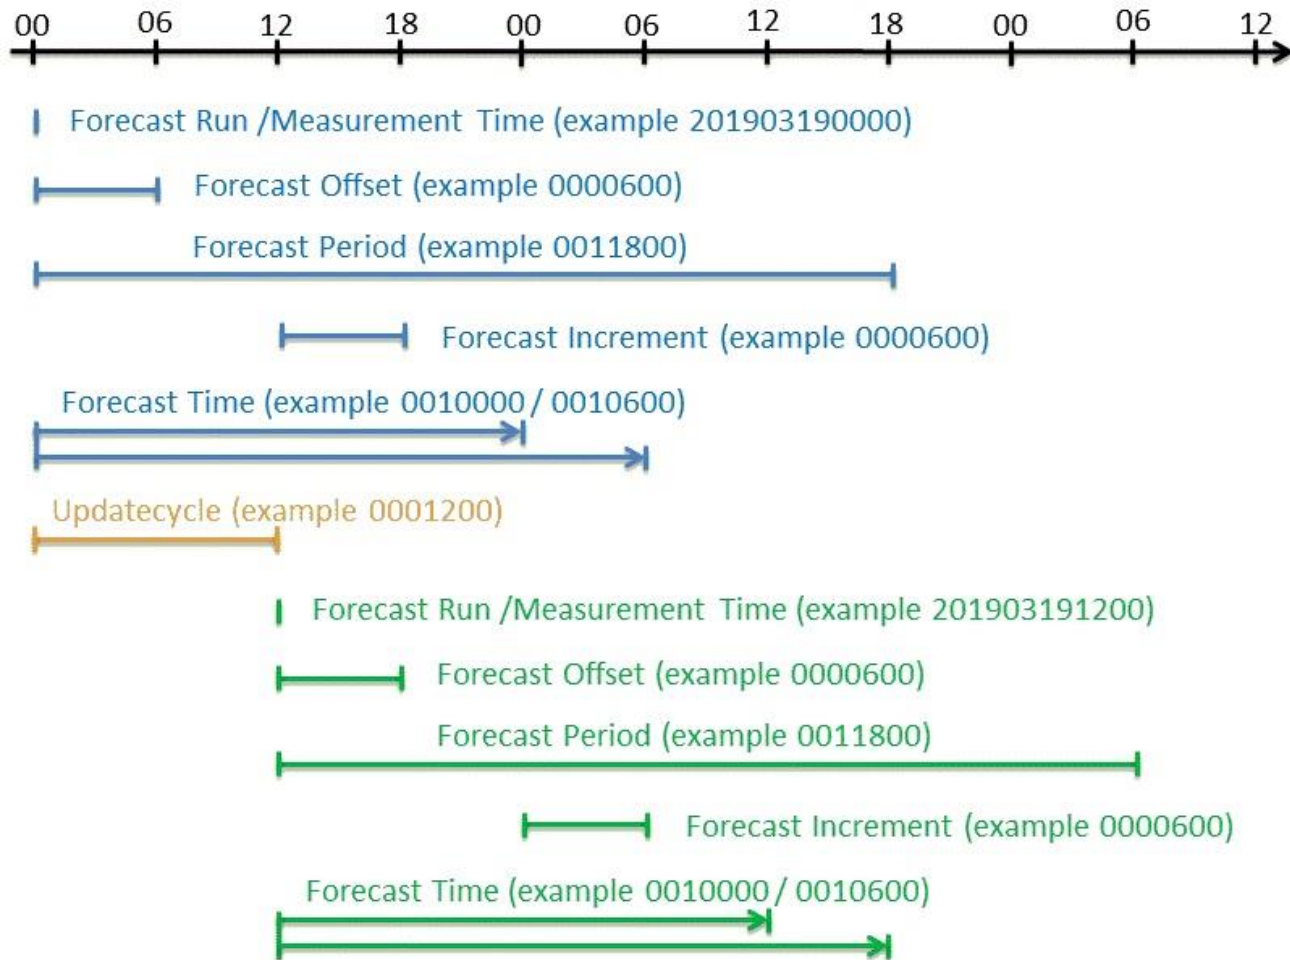 00 06 12 18 00 06 12 18 00 06 12
Forecast Run /Measurement Time (example 201903190000)
Forecast Offset (example 0000600)
Forecast Period (example 0011800)
Forecast Increment (example 0000600)
Forecast Time (example 0010000 / 0010600)
Updatecycle (example 0001200)
Forecast Run /Measurement Time (example 201903191200)
Forecast Offset (example 0000600)
Forecast Period (example 0011800)
Forecast Increment (example 0000600)
Forecast Time (example 0010000 / 0010600)